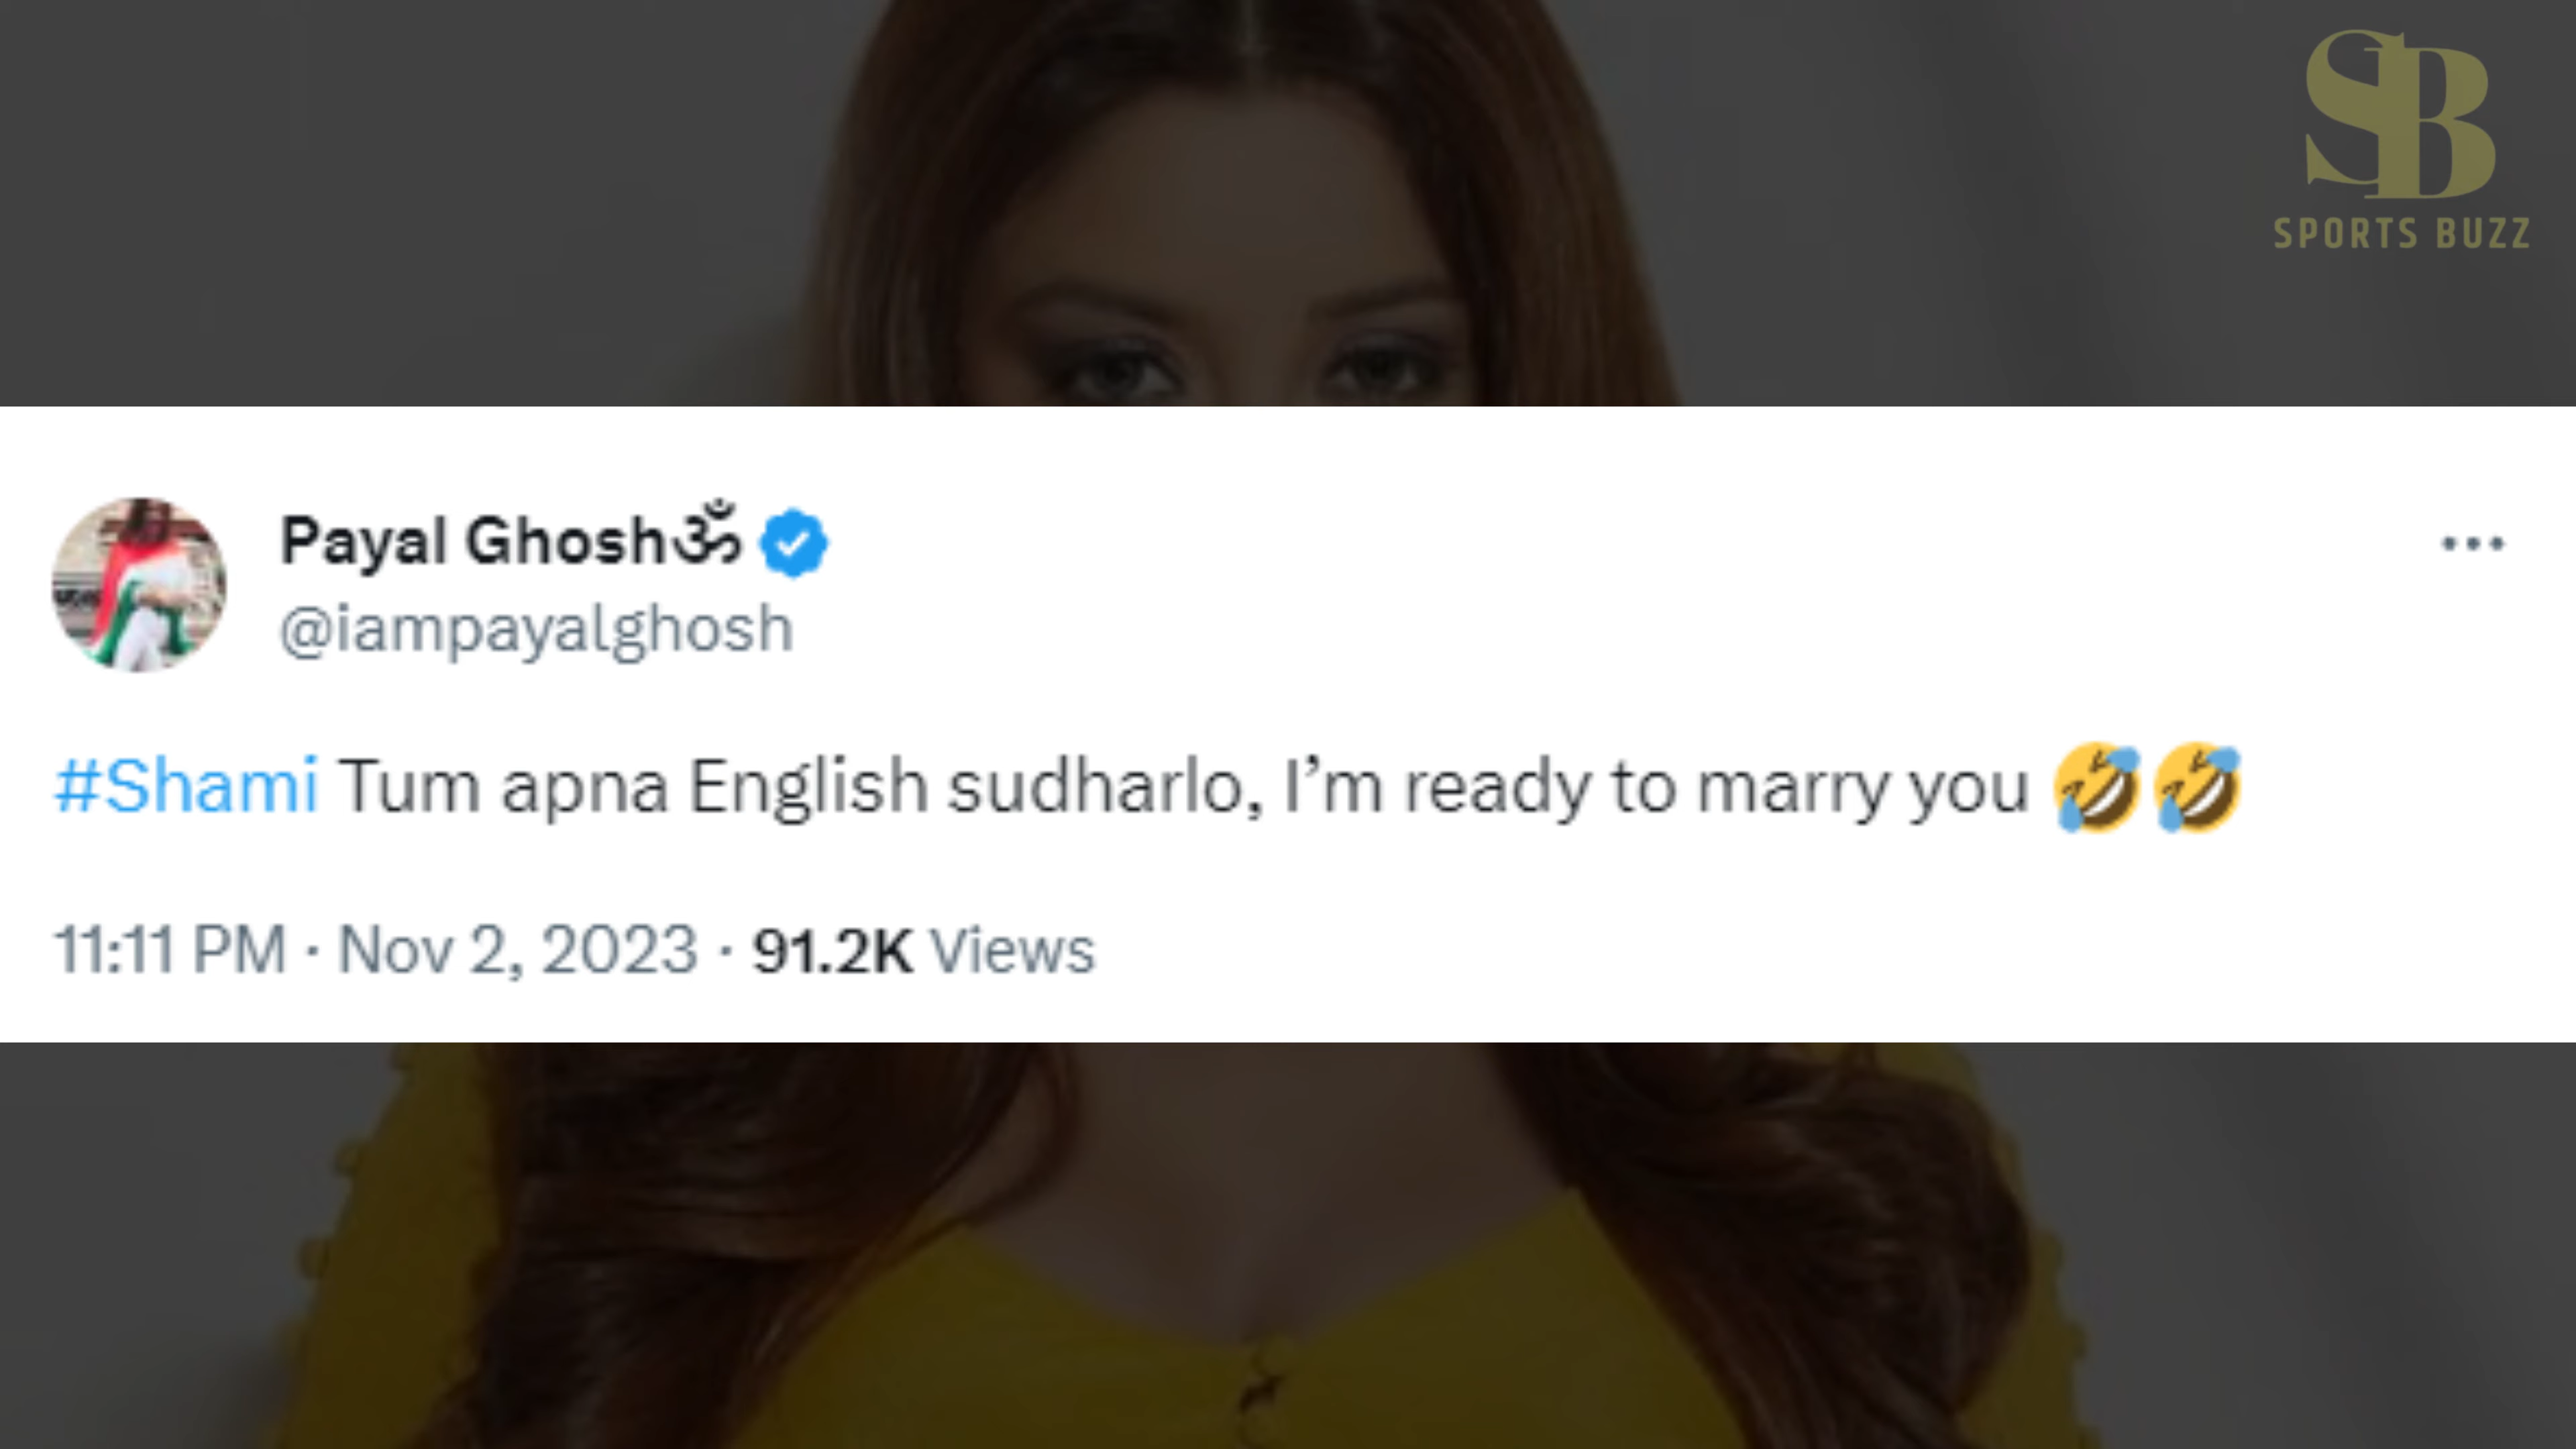 SB
SPORTS BUZZ
Payal Ghoshॐ
@iampayalghosh
#Shami Tum apna English sudharlo, I’m ready to marry you 🤣🤣
11:11 PM · Nov 2, 2023 · 91.2K Views